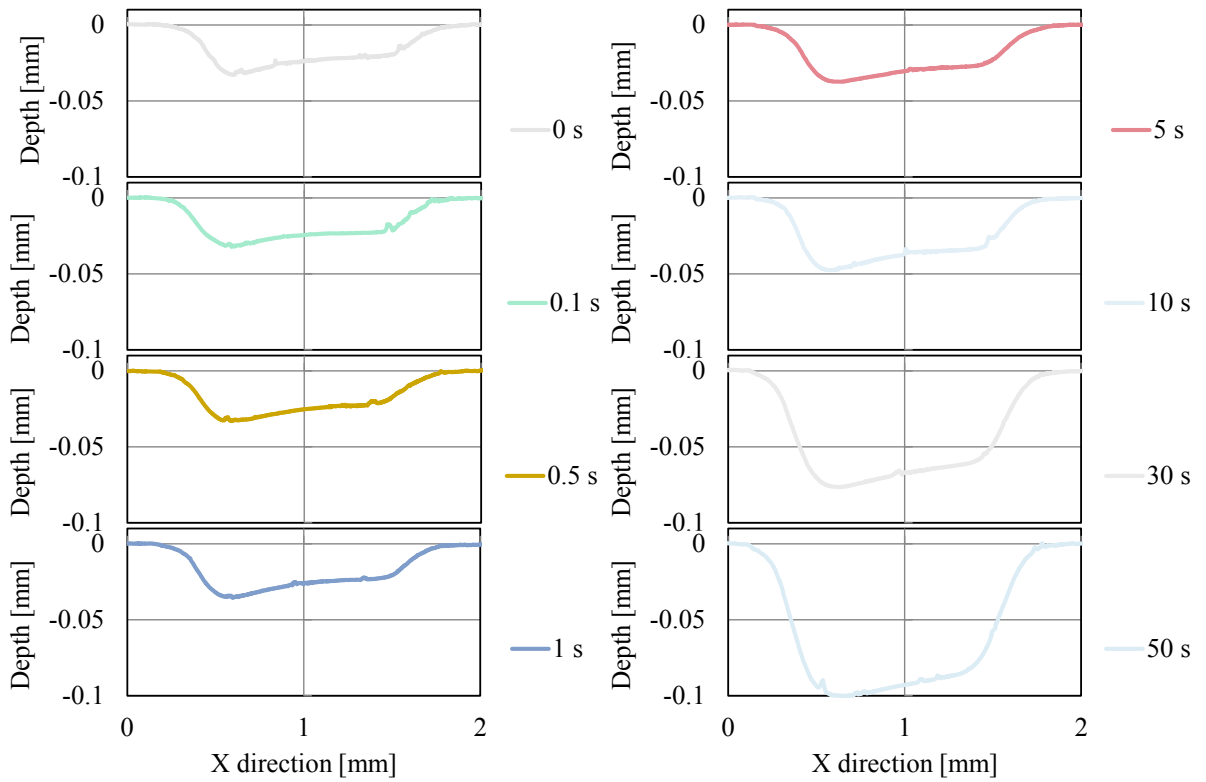 0
-0.05
-0.1
Depth [mm]
0 s
0
-0.05
-0.1
Depth [mm]
0.1 s
0
-0.05
-0.1
Depth [mm]
0.5 s
0
-0.05
-0.1
Depth [mm]
1 s
0 1 2
X direction [mm]
0
-0.05
-0.1
Depth [mm]
5 s
0
-0.05
-0.1
Depth [mm]
10 s
0
-0.05
-0.1
Depth [mm]
30 s
0
-0.05
-0.1
Depth [mm]
50 s
0 1 2
X direction [mm]